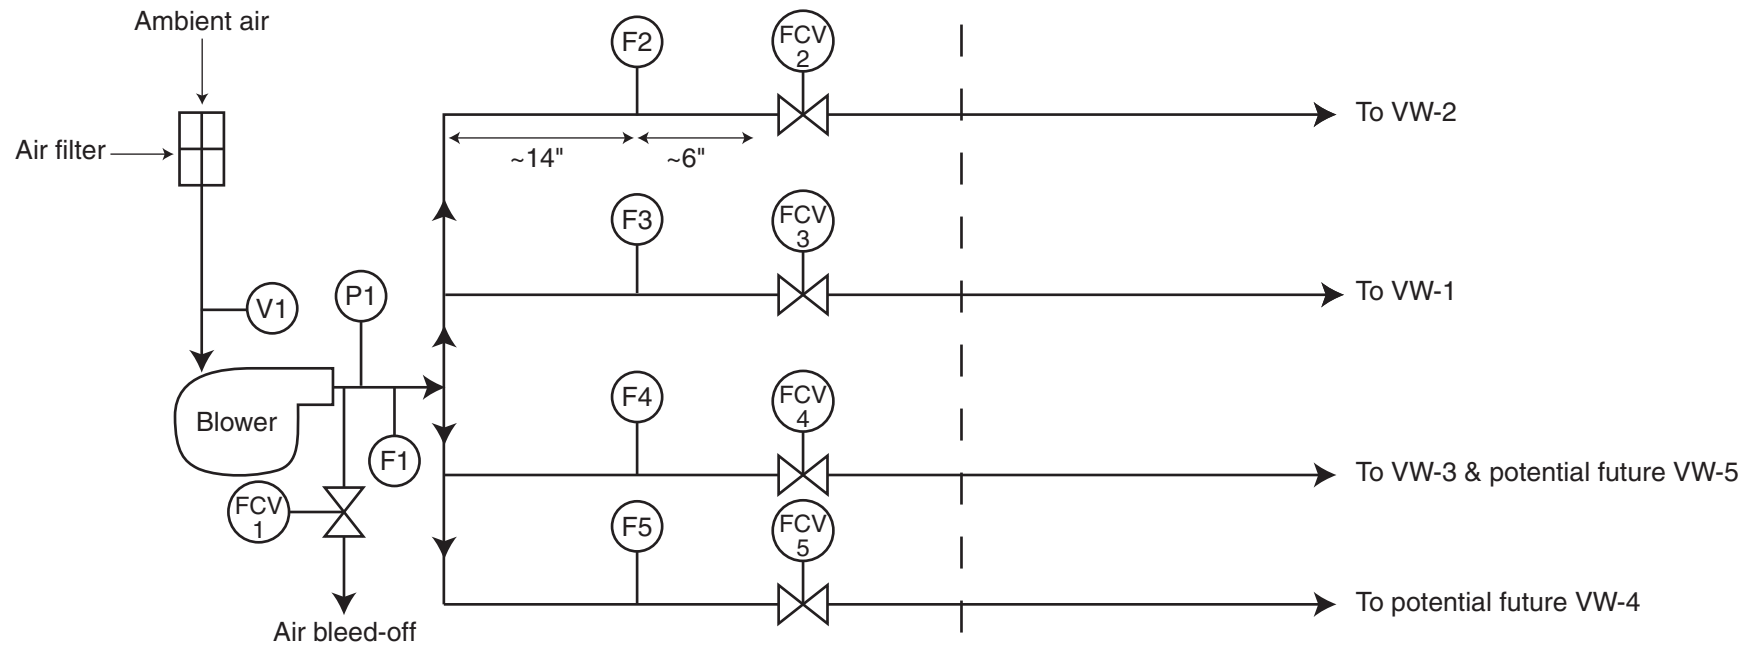 Ambient air
F2
FCV
2
To VW-2
Air filter
~14"
~6"
F3
FCV
3
V1
P1
To VW-1
Blower
F4
FCV
4
F1
To VW-3 & potential future VW-5
FCV
1
F5
FCV
5
To potential future VW-4
Air bleed-off